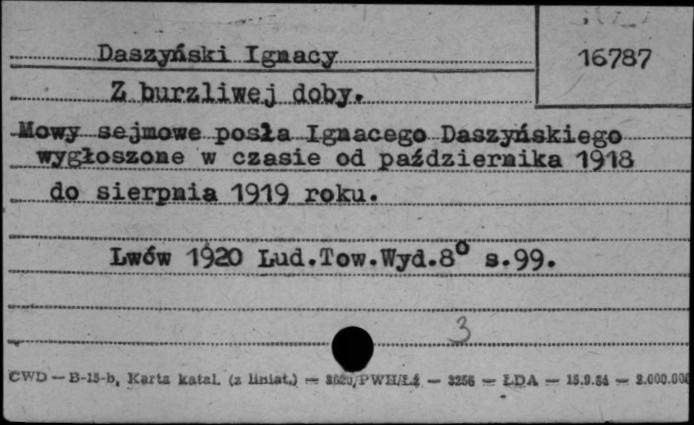 Daszyński Ignacy
16787
Z burzliwej doby.
Mowy sejmowe posła Ignacego Daszyńskiego
wygłoszone w czasie od października 1918
do sierpnia 1919 roku.
Lwów 1920 Lud.Tow.Wyd.8° s.99.
3
CWD — B-15-b, Karta katal. (z liniat.) — PWH/Łź — 3256 — ŁDA — 15.9.54 — 2.000.000